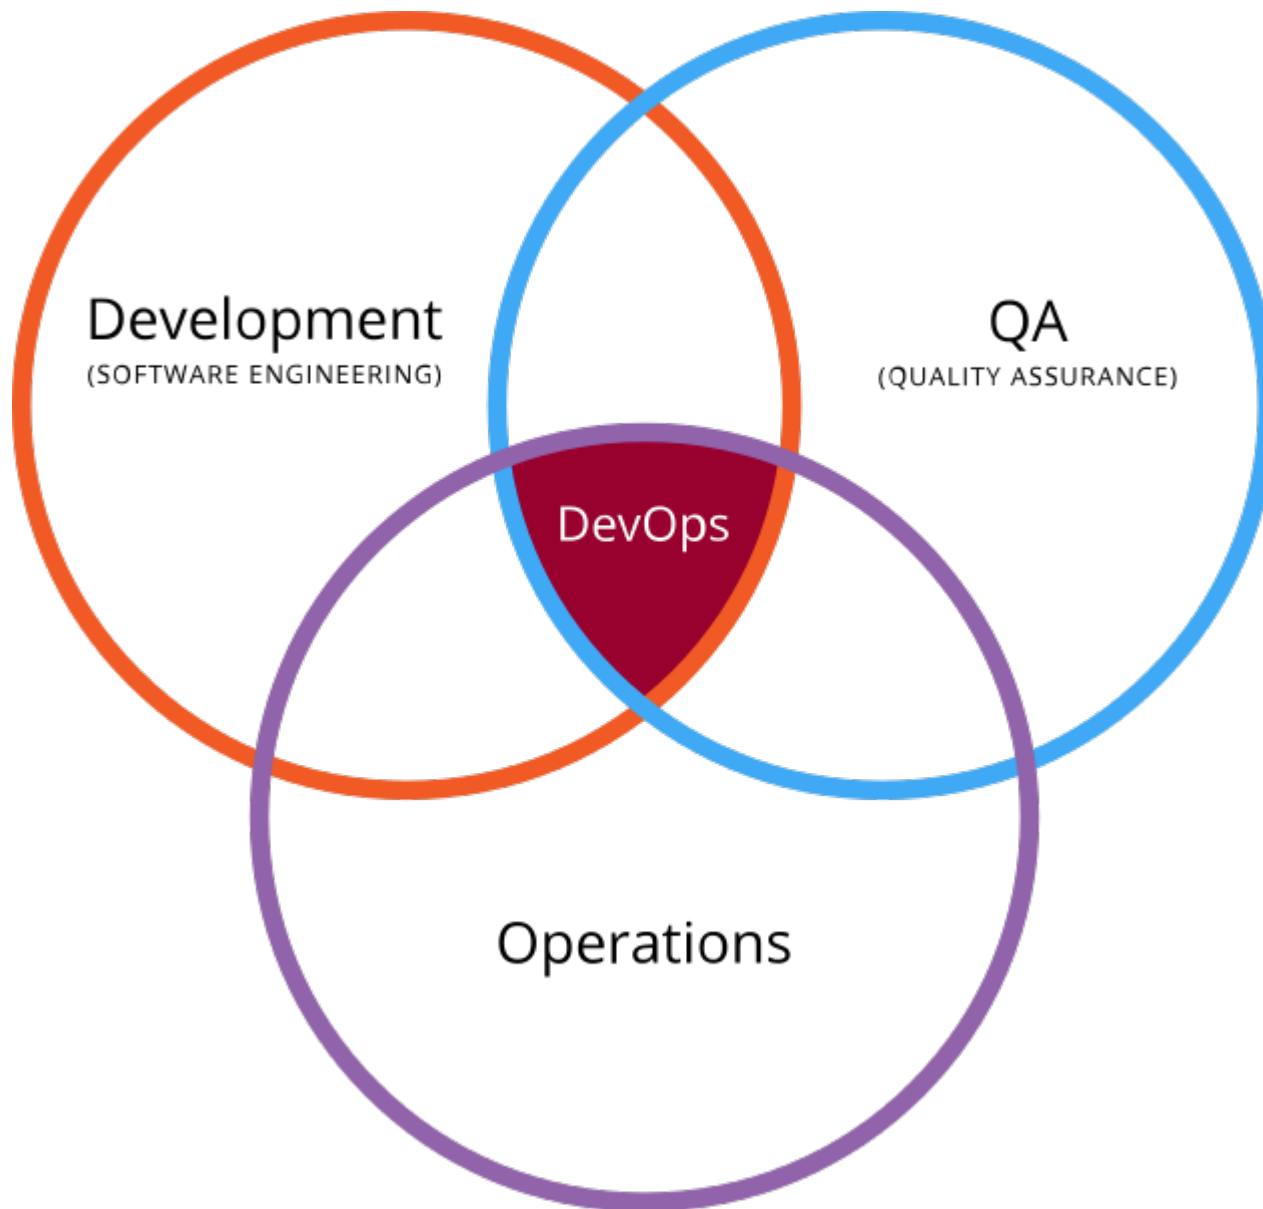 Development
(SOFTWARE ENGINEERING)
QA
(QUALITY ASSURANCE)
DevOps
Operations